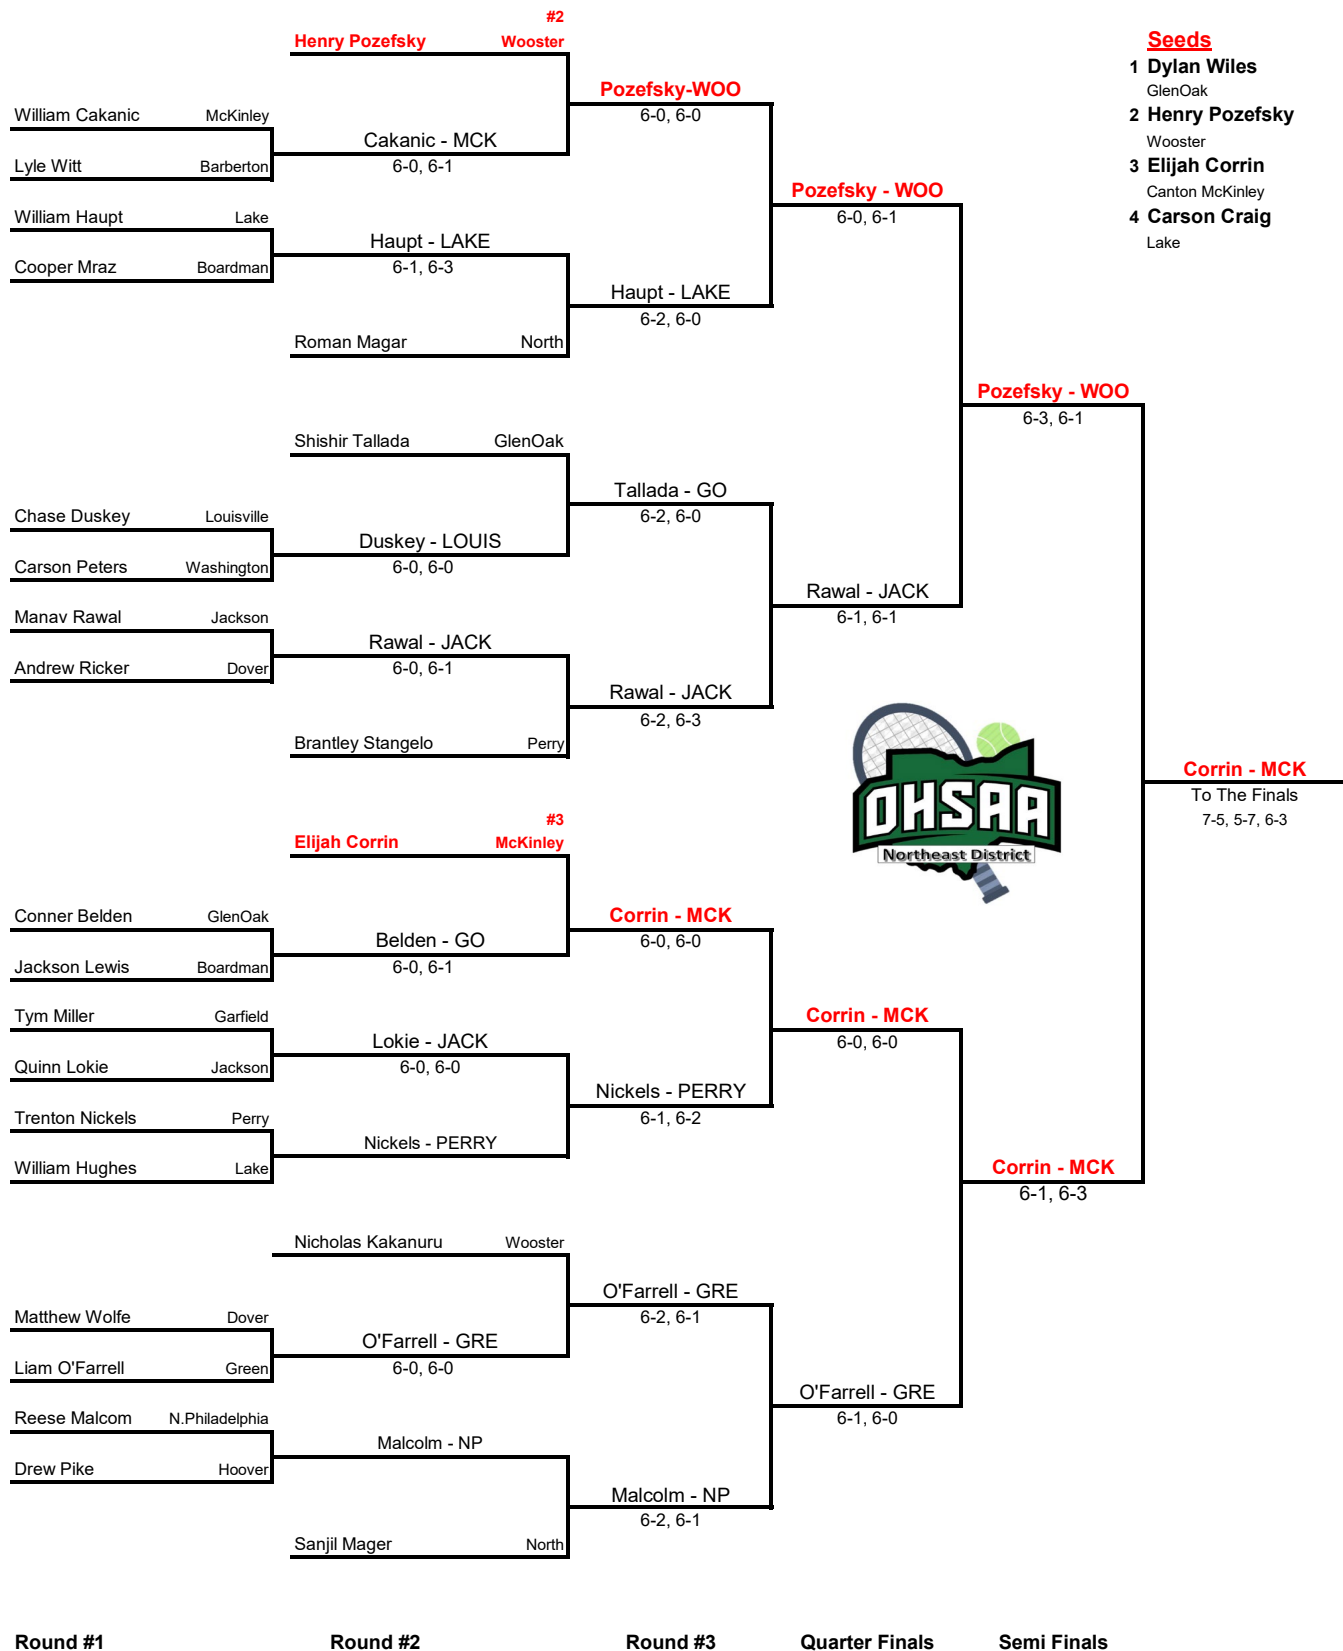 #2
Henry Pozefsky Wooster
Seeds
1 Dylan Wiles
GlenOak
2 Henry Pozefsky
Wooster
3 Elijah Corrin
Canton McKinley
4 Carson Craig
Lake
Pozefsky-WOO
6-0, 6-0
William Cakanic McKinley
Cakanic - MCK
6-0, 6-1
Lyle Witt Barberton
Pozefsky - WOO
6-0, 6-1
William Haupt Lake
Haupt - LAKE
6-1, 6-3
Cooper Mraz Boardman
Haupt - LAKE
6-2, 6-0
Roman Magar North
Pozefsky - WOO
6-3, 6-1
Shishir Tallada GlenOak
Tallada - GO
6-2, 6-0
Chase Duskey Louisville
Duskey - LOUIS
6-0, 6-0
Carson Peters Washington
Rawal - JACK
6-1, 6-1
Manav Rawal Jackson
Rawal - JACK
6-0, 6-1
Andrew Ricker Dover
Rawal - JACK
6-2, 6-3
Brantley Stangelo Perry
OHSAA
Northeast District
Corrin - MCK
To The Finals
7-5, 5-7, 6-3
#3
Elijah Corrin McKinley
Corrin - MCK
6-0, 6-0
Conner Belden GlenOak
Belden - GO
6-0, 6-1
Jackson Lewis Boardman
Tym Miller Garfield
Corrin - MCK
6-0, 6-0
Lokie - JACK
6-0, 6-0
Quinn Lokie Jackson
Nickels - PERRY
6-1, 6-2
Trenton Nickels Perry
Nickels - PERRY
William Hughes Lake
Corrin - MCK
6-1, 6-3
Nicholas Kakanuru Wooster
O'Farrell - GRE
6-2, 6-1
Matthew Wolfe Dover
O'Farrell - GRE
6-0, 6-0
Liam O'Farrell Green
O'Farrell - GRE
6-1, 6-0
Reese Malcom N.Philadelphia
Malcolm - NP
Drew Pike Hoover
Malcolm - NP
6-2, 6-1
Sanjil Mager North
Round #1 Round #2 Round #3 Quarter Finals Semi Finals